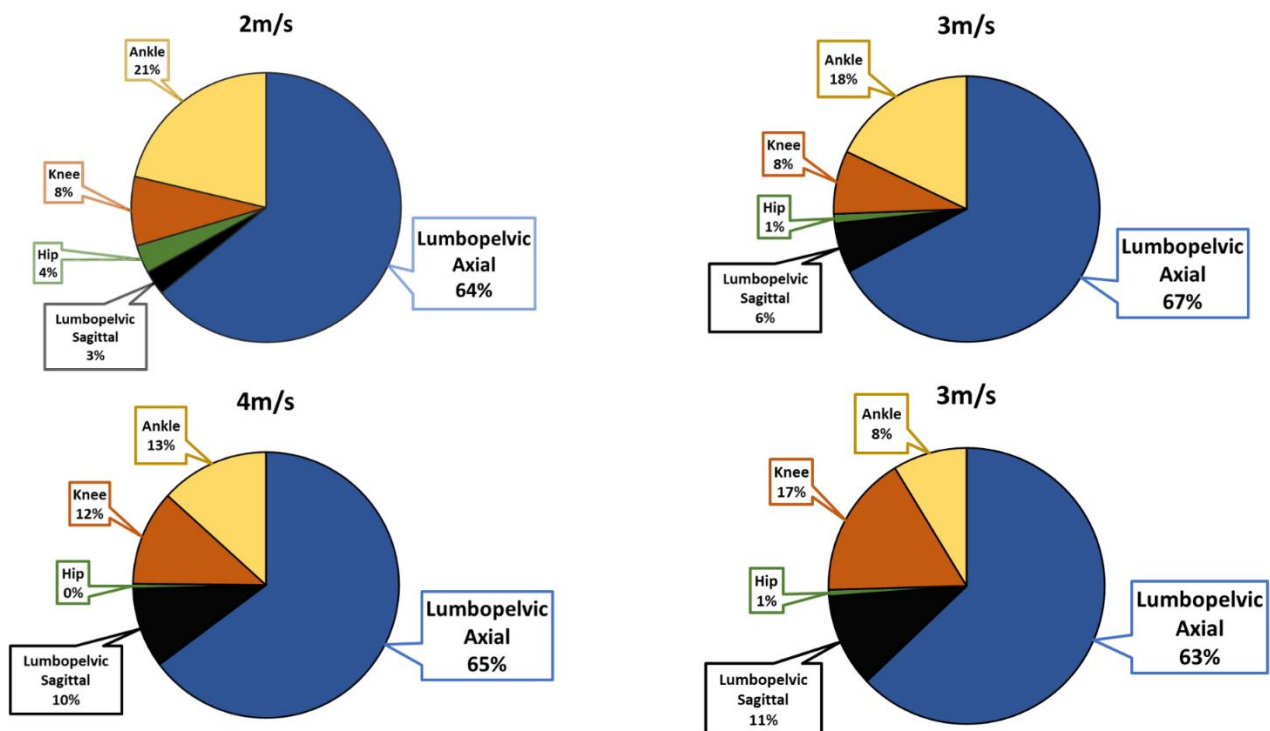 2m/s
Ankle
21%
Knee
8%
Hip
4%
Lumbopelvic
Sagittal
3%
Lumbopelvic
Axial
64%
3m/s
Ankle
18%
Knee
8%
Hip
1%
Lumbopelvic
Sagittal
6%
Lumbopelvic
Axial
67%
4m/s
Ankle
13%
Knee
12%
Hip
0%
Lumbopelvic
Sagittal
10%
Lumbopelvic
Axial
65%
3m/s
Ankle
8%
Knee
17%
Hip
1%
Lumbopelvic
Sagittal
11%
Lumbopelvic
Axial
63%